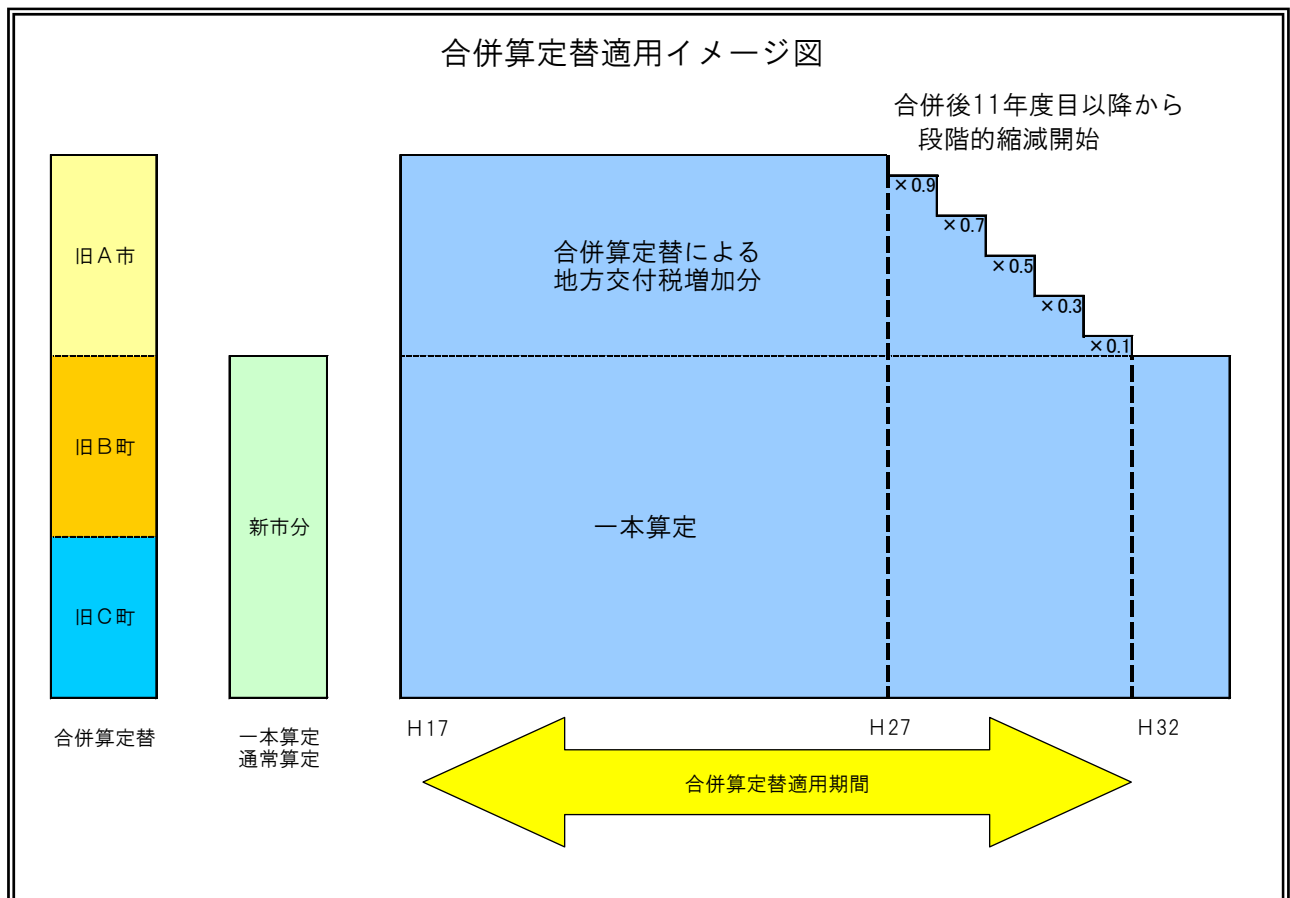 合併算定替適用イメージ図
合併後11年度目以降から
段階的縮減開始
×0.9
×0.7
×0.5
×0.3
×0.1
旧A市
旧B町
旧C町
合併算定替
新市分
一本算定
通常算定
合併算定替による
地方交付税増加分
一本算定
H17
H27
H32
合併算定替適用期間